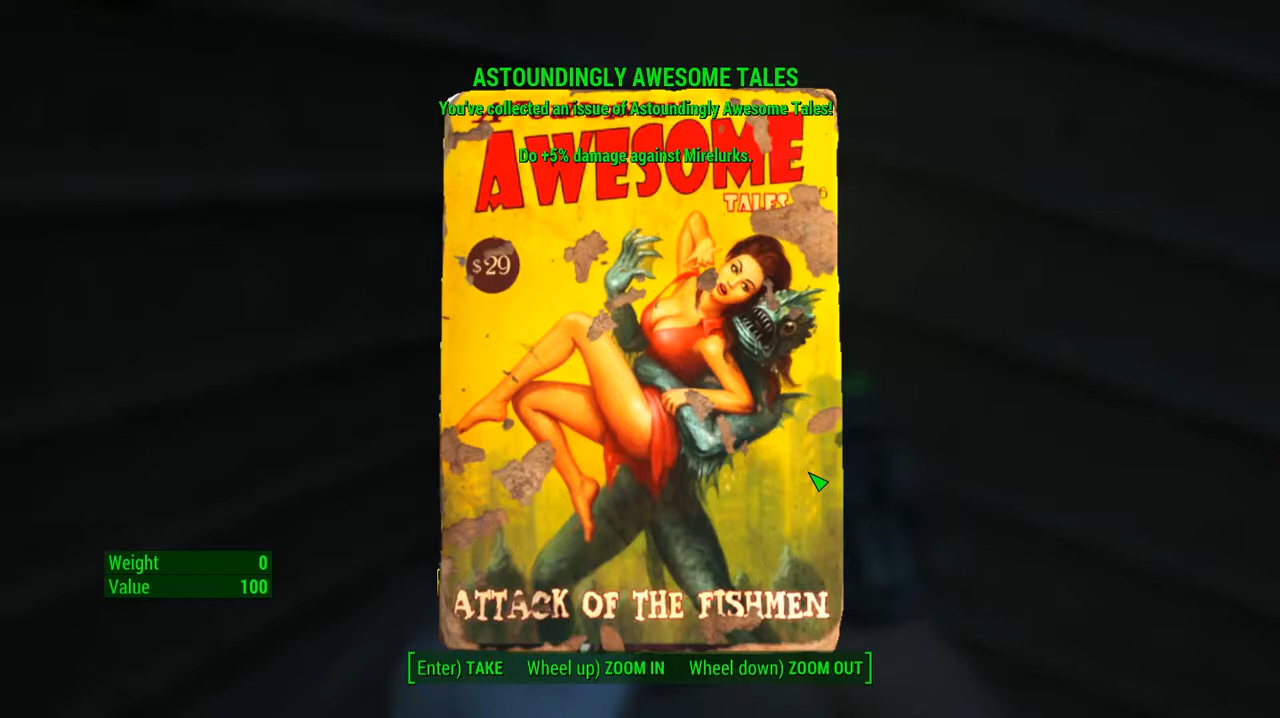 ASTOUNDINGLY AWESOME TALES
You've collected an issue of Astoundingly Awesome Tales!
Do +5% damage against Mirelurks.
AWESOME
TALES
$29
ATTACK OF THE FISHMEN
Weight 0
Value 100
Enter) TAKE Wheel up) ZOOM IN Wheel down) ZOOM OUT